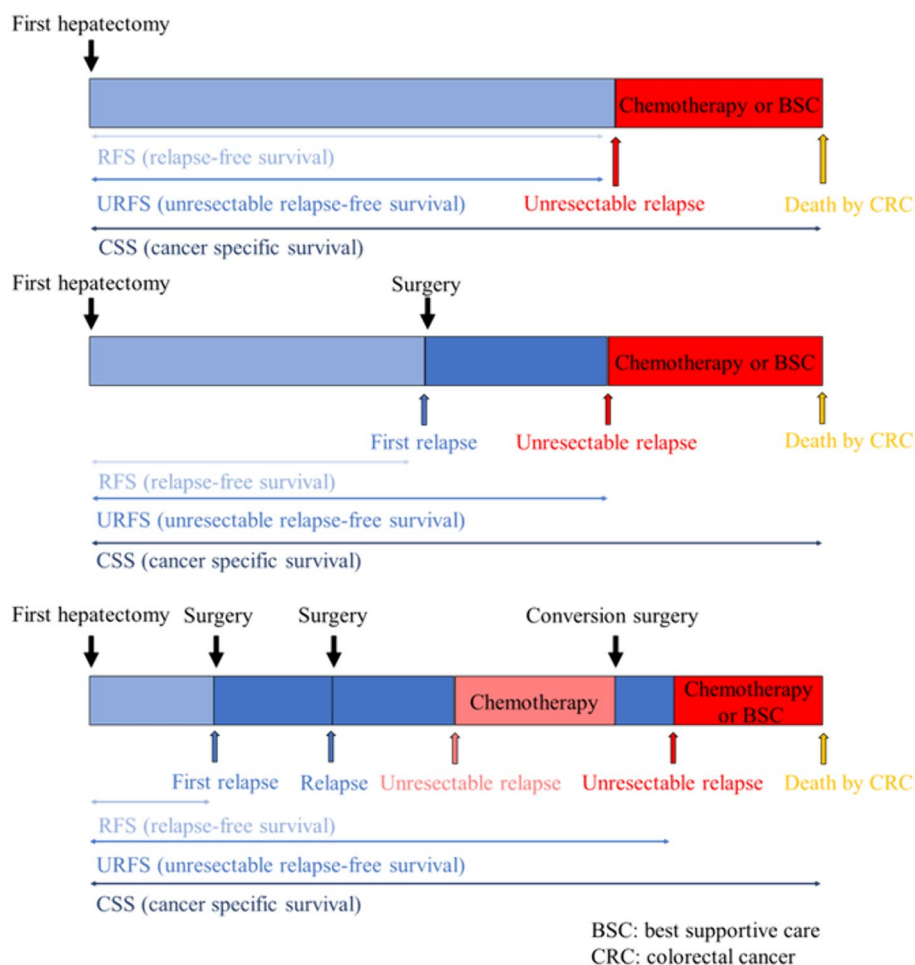 First hepatectomy
Chemotherapy or BSC
RFS (relapse-free survival)
URFS (unresectable relapse-free survival)
Unresectable relapse
Death by CRC
CSS (cancer specific survival)
First hepatectomy
Surgery
Chemotherapy or BSC
First relapse
Unresectable relapse
Death by CRC
RFS (relapse-free survival)
URFS (unresectable relapse-free survival)
CSS (cancer specific survival)
First hepatectomy
Surgery
Surgery
Conversion surgery
Chemotherapy
Chemotherapy
or BSC
First relapse
Relapse
Unresectable relapse
Unresectable relapse
Death by CRC
RFS (relapse-free survival)
URFS (unresectable relapse-free survival)
CSS (cancer specific survival)
BSC: best supportive care
CRC: colorectal cancer